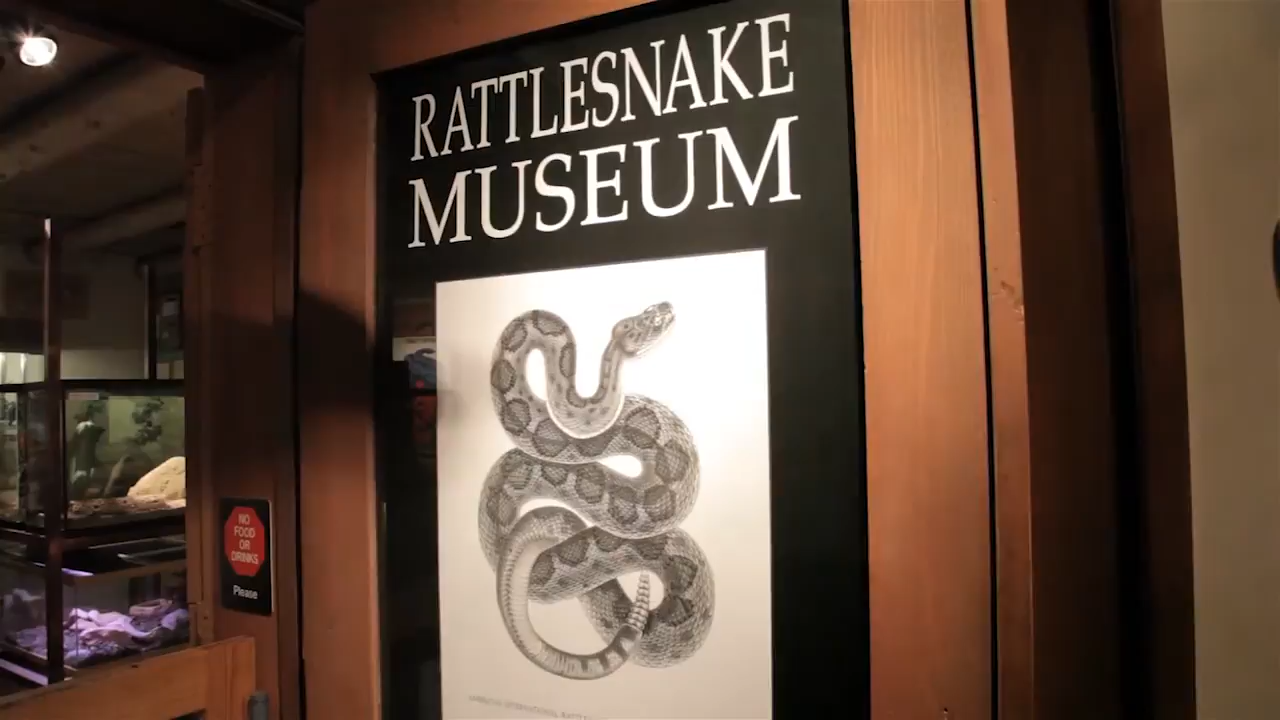 RATTLESNAKE
MUSEUM
NO
FOOD
OR
DRINKS
Please